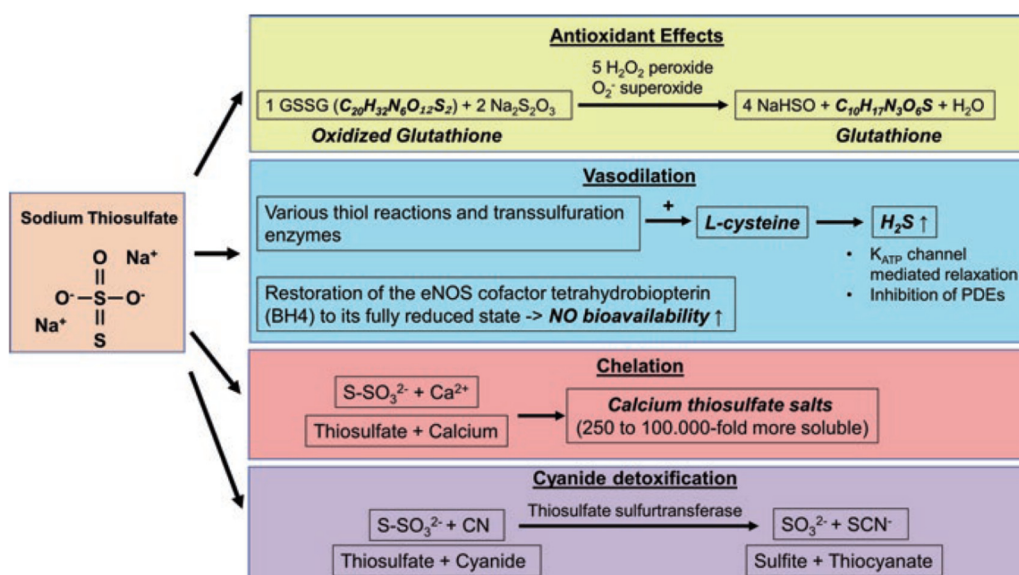 Antioxidant Effects
5 H₂O₂ peroxide
O₂⁻ superoxide
1 GSSG (C₂₀H₃₂N₆O₁₂S₂) + 2 Na₂S₂O₃
4 NaHSO + C₁₀H₁₇N₃O₆S + H₂O
Oxidized Glutathione
Glutathione
Sodium Thiosulfate
O Na⁺
O⁻ S O⁻
Na⁺
S
Vasodilation
Various thiol reactions and transsulfuration
enzymes
+
L-cysteine
H₂S ↑
• K_ATP channel
mediated relaxation
• Inhibition of PDEs
Restoration of the eNOS cofactor tetrahydrobiopterin
(BH4) to its fully reduced state -> NO bioavailability ↑
Chelation
S-SO₃²⁻ + Ca²⁺
Thiosulfate + Calcium
Calcium thiosulfate salts
(250 to 100.000-fold more soluble)
Cyanide detoxification
S-SO₃²⁻ + CN
Thiosulfate sulfurtransferase
SO₃²⁻ + SCN⁻
Thiosulfate + Cyanide
Sulfite + Thiocyanate